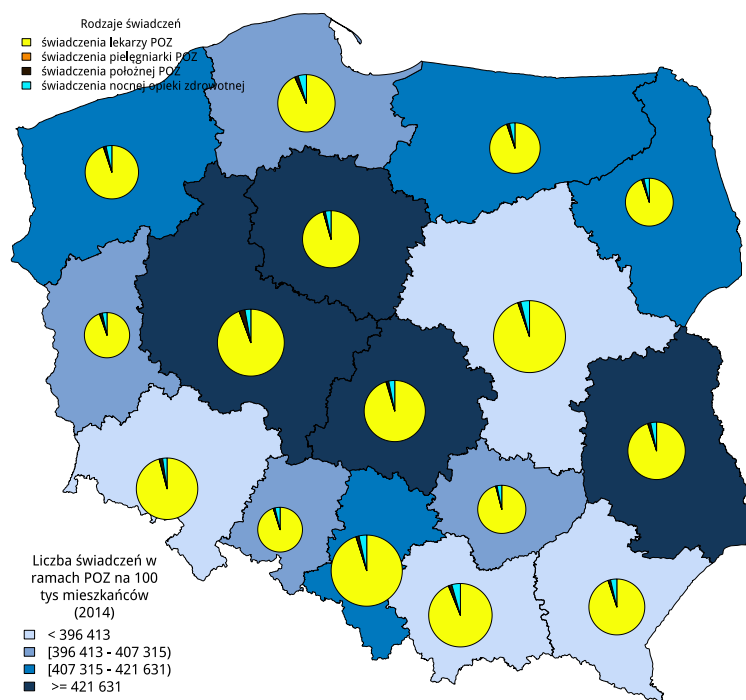 Rodzaje świadczeń
świadczenia lekarzy POZ
świadczenia pielęgniarki POZ
świadczenia położnej POZ
świadczenia nocnej opieki zdrowotnej
Liczba świadczeń w
ramach POZ na 100
tys mieszkańców
(2014)
< 396 413
[396 413 - 407 315)
[407 315 - 421 631)
>= 421 631